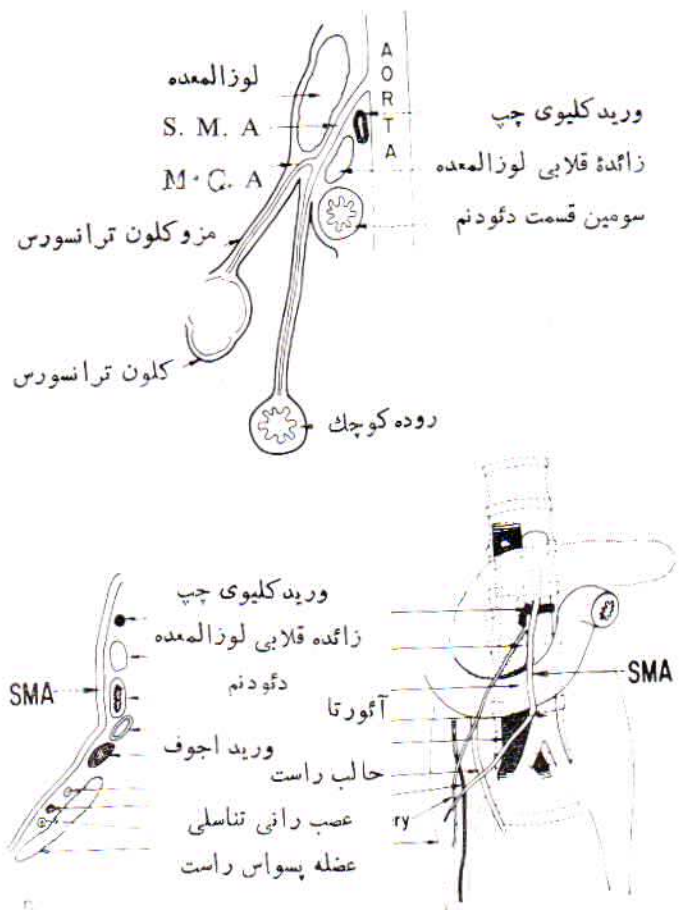 AORTA
لوزالمعده
S. M. A
M. C. A
مزوکلون ترانسورس
کلون ترانسورس
روده کوچك
ورید کلیوی چپ
زائدهٔ قلابی لوزالمعده
سومین قسمت دئودنم
ورید کلیوی چپ
زائده قلابی لوزالمعده
دئودنم
SMA
SMA
آئورتا
ورید اجوف
حالب راست
عصب رانی تناسلی
ry
عضله پسواس راست